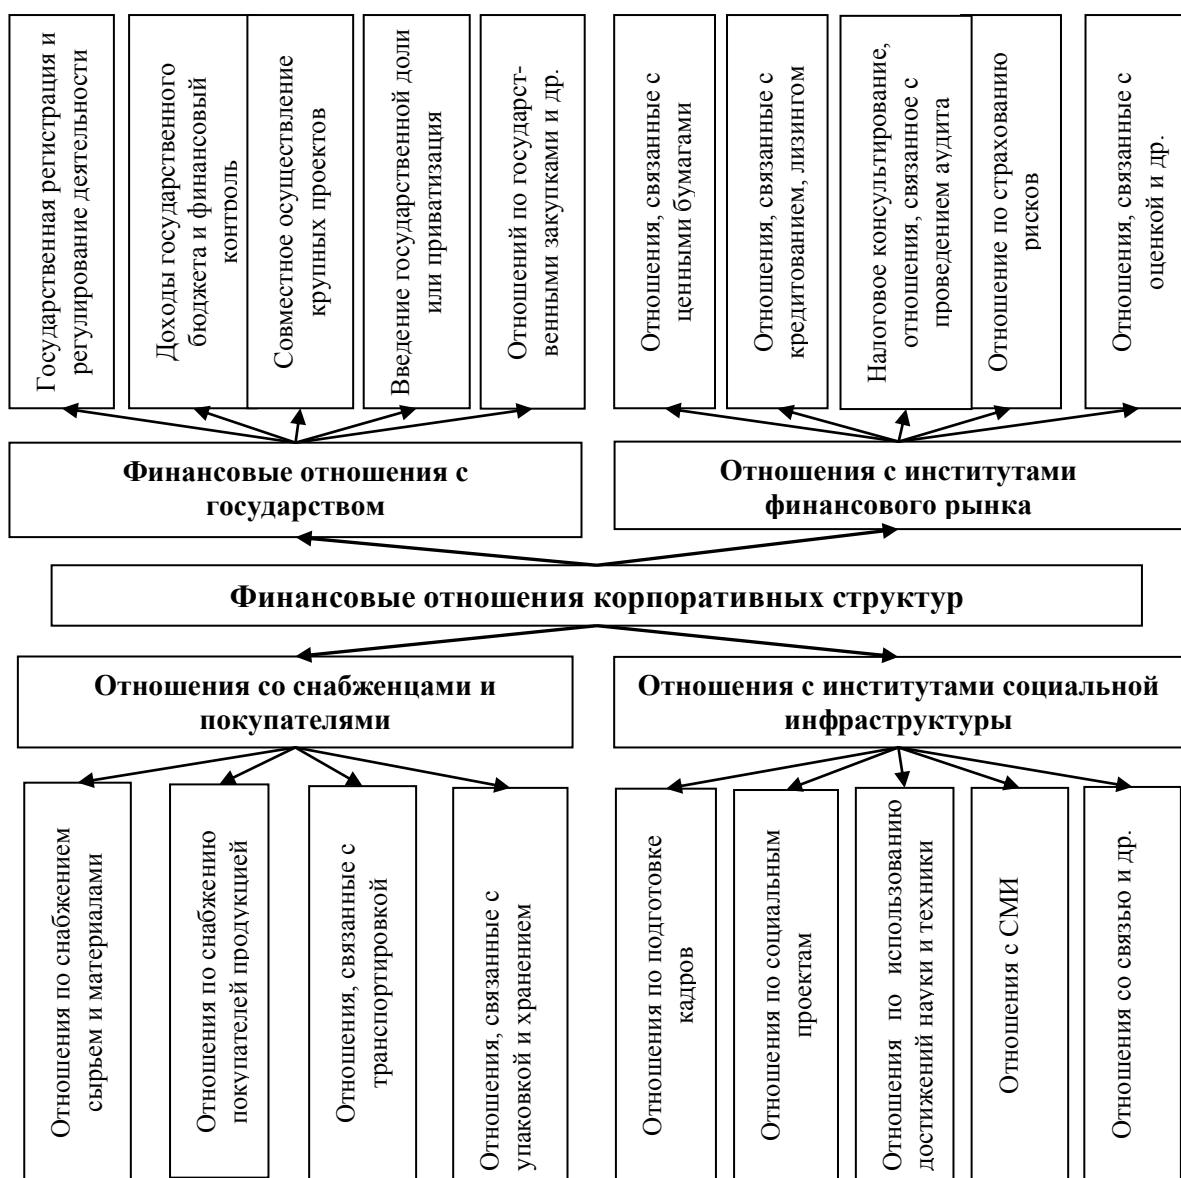 Государственная регистрация и
регулирование деятельности
Доходы государственного
бюджета и финансовый
контроль
Совместное осуществление
крупных проектов
Введение государственной доли
или приватизация
Отношений по государст-
венными закупками и др.
Отношения, связанные с
ценными бумагами
Отношения, связанные с
кредитованием, лизингом
Налоговое консультирование,
отношения, связанное с
проведением аудита
Отношение по страхованию
рисков
Отношения, связанные с
оценкой и др.
Финансовые отношения с
государством
Отношения с институтами
финансового рынка
Финансовые отношения корпоративных структур
Отношения со снабженцами и
покупателями
Отношения с институтами социальной
инфраструктуры
Отношения по снабжением
сырьем и материалами
Отношения по снабжению
покупателей продукцией
Отношения, связанные с
транспортировкой
Отношения, связанные с
упаковкой и хранением
Отношения по подготовке
кадров
Отношения по социальным
проектам
Отношения по использованию
достижений науки и техники
Отношения с СМИ
Отношения со связью и др.